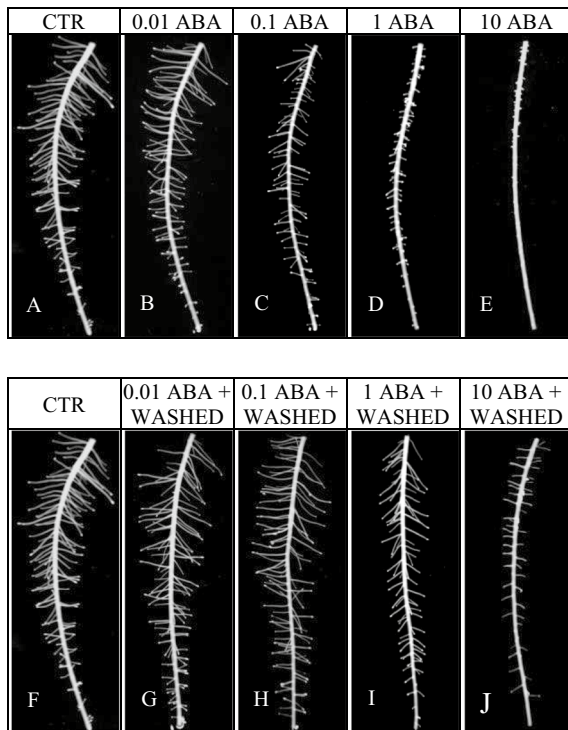 CTR 0.01 ABA 0.1 ABA 1 ABA 10 ABA
A B C D E
CTR 0.01 ABA + 0.1 ABA + 1 ABA + 10 ABA +
WASHED WASHED WASHED WASHED
F G H I J